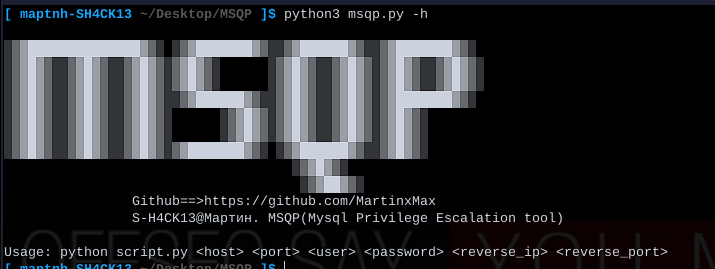 [ maptnh-SH4CK13 ~/Desktop/MSQP ]$ python3 msqp.py -h
MSQP
Github==>https://github.com/MartinxMax
S-H4CK13@Мартин. MSQP(Mysql Privilege Escalation tool)
Usage: python script.py <host> <port> <user> <password> <reverse_ip> <reverse_port>
[ maptnh-SH4CK13 ~/Desktop/MSQP ]$